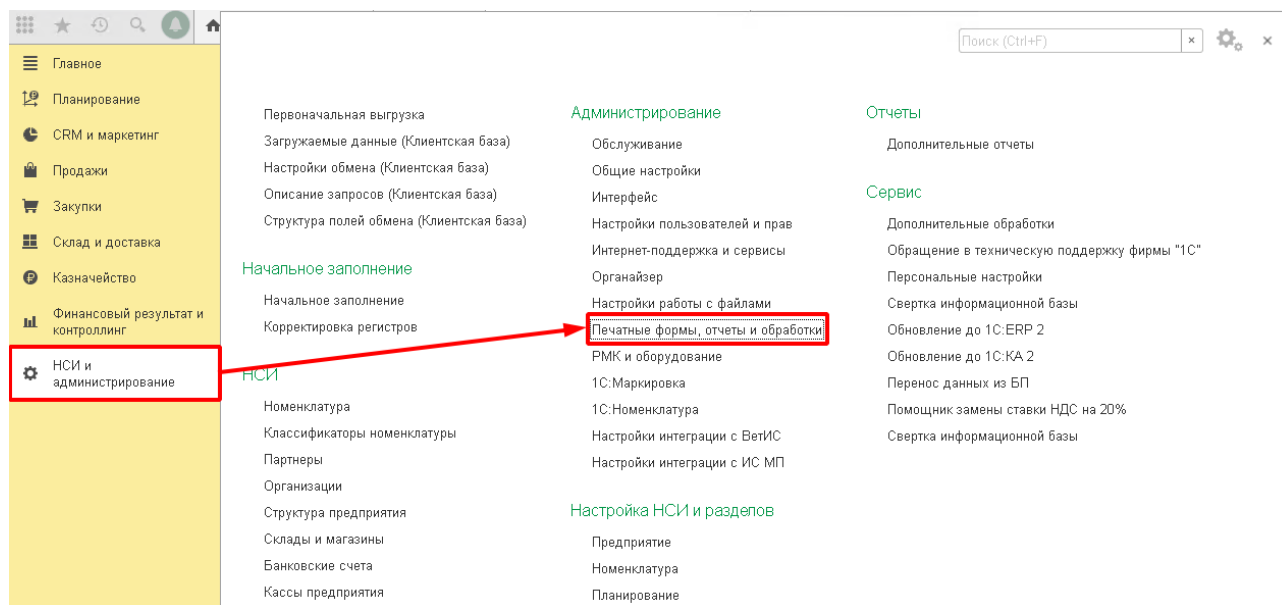 Поиск (Ctrl+F)
Главное
Планирование
CRM и маркетинг
Продажи
Закупки
Склад и доставка
Казначейство
Финансовый результат и
контроллинг
НСИ и
администрирование
Первоначальная выгрузка
Загружаемые данные (Клиентская база)
Настройки обмена (Клиентская база)
Описание запросов (Клиентская база)
Структура полей обмена (Клиентская база)
Начальное заполнение
Начальное заполнение
Корректировка регистров
НСИ
Номенклатура
Классификаторы номенклатуры
Партнеры
Организации
Структура предприятия
Склады и магазины
Банковские счета
Кассы предприятия
Администрирование
Обслуживание
Общие настройки
Интерфейс
Настройки пользователей и прав
Интернет-поддержка и сервисы
Органайзер
Настройки работы с файлами
Печатные формы, отчеты и обработки
РМК и оборудование
1С:Маркировка
1С:Номенклатура
Настройки интеграции с ВетИС
Настройки интеграции с ИС МП
Настройка НСИ и разделов
Предприятие
Номенклатура
Планирование
Отчеты
Дополнительные отчеты
Сервис
Дополнительные обработки
Обращение в техническую поддержку фирмы "1С"
Персональные настройки
Свертка информационной базы
Обновление до 1С:ERP 2
Обновление до 1С:КА 2
Перенос данных из БП
Помощник замены ставки НДС на 20%
Свертка информационной базы